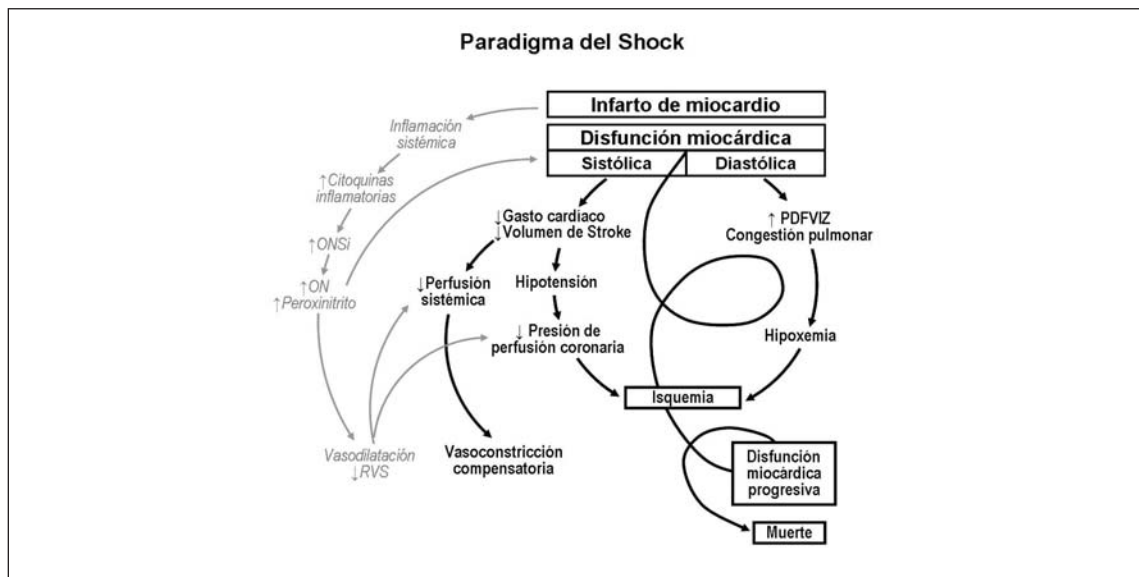 Paradigma del Shock
Infarto de miocardio
Disfunción miocárdica
Sistólica
Diastólica
Inflamación
sistémica
↑Citoquinas
inflamatorias
↑ONSi
↑ON
↑Peroxinitrito
Vasodilatación
↓RVS
↓Gasto cardiaco
↓Volumen de Stroke
↓Perfusión
sistémica
Hipotensión
↓ Presión de
perfusión coronaria
Vasoconstricción
compensatoria
↑ PDFVIZ
Congestión pulmonar
Hipoxemia
Isquemia
Disfunción
miocárdica
progresiva
Muerte